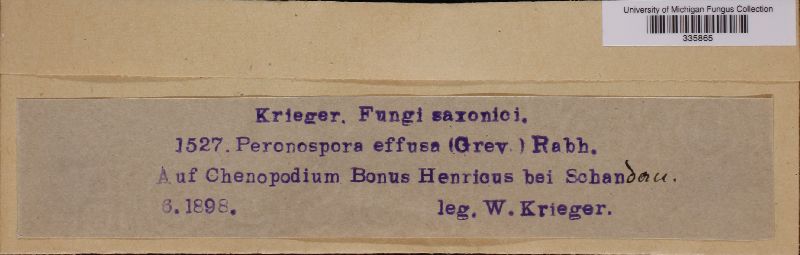 University of Michigan Fungus Collection
335865
Krieger. Fungi saxonici.
1527. Peronospora effusa (Grev.) Rabh.
Auf Chenopodium Bonus Henricus bei Schandau.
6.1898. leg. W. Krieger.